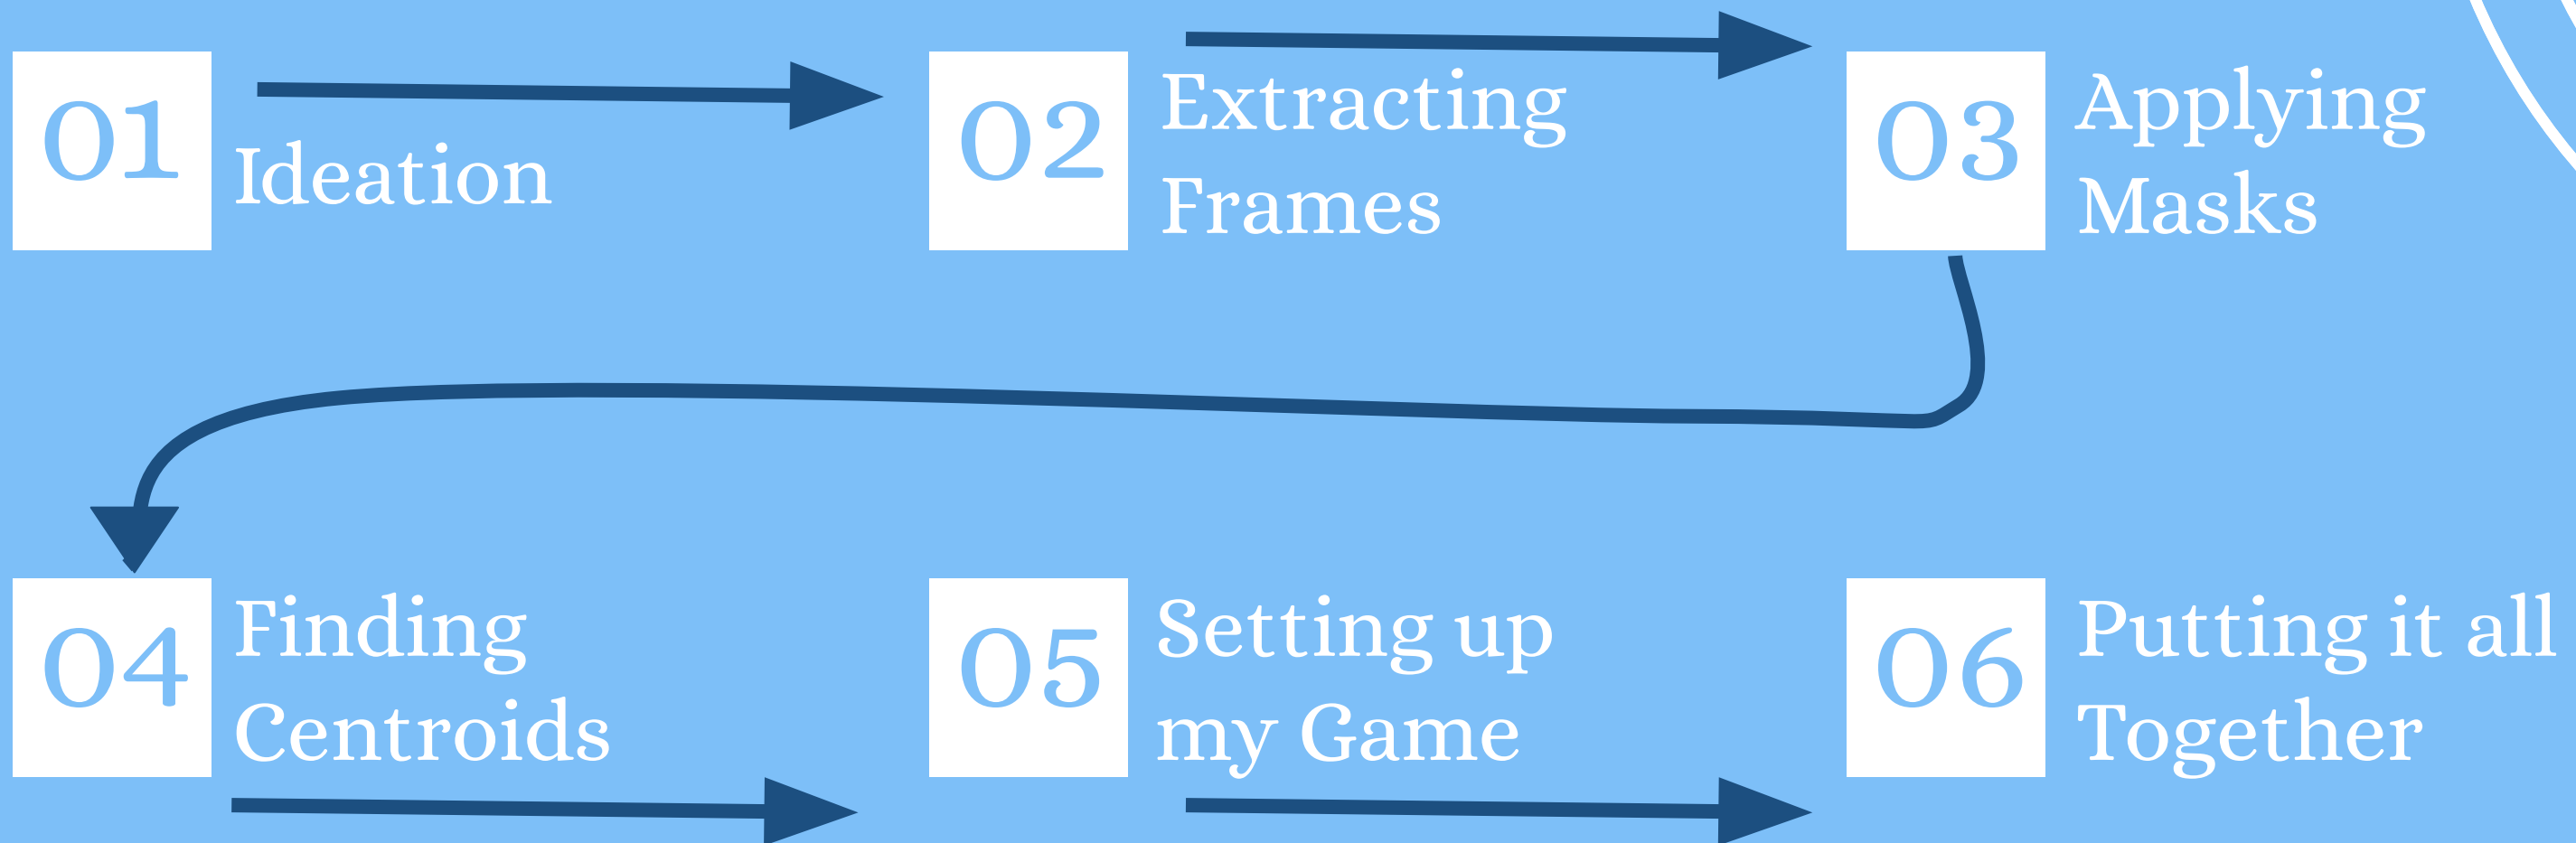 01
Ideation
02
Extracting
Frames
03
Applying
Masks
04
Finding
Centroids
05
Setting up
my Game
06
Putting it all
Together